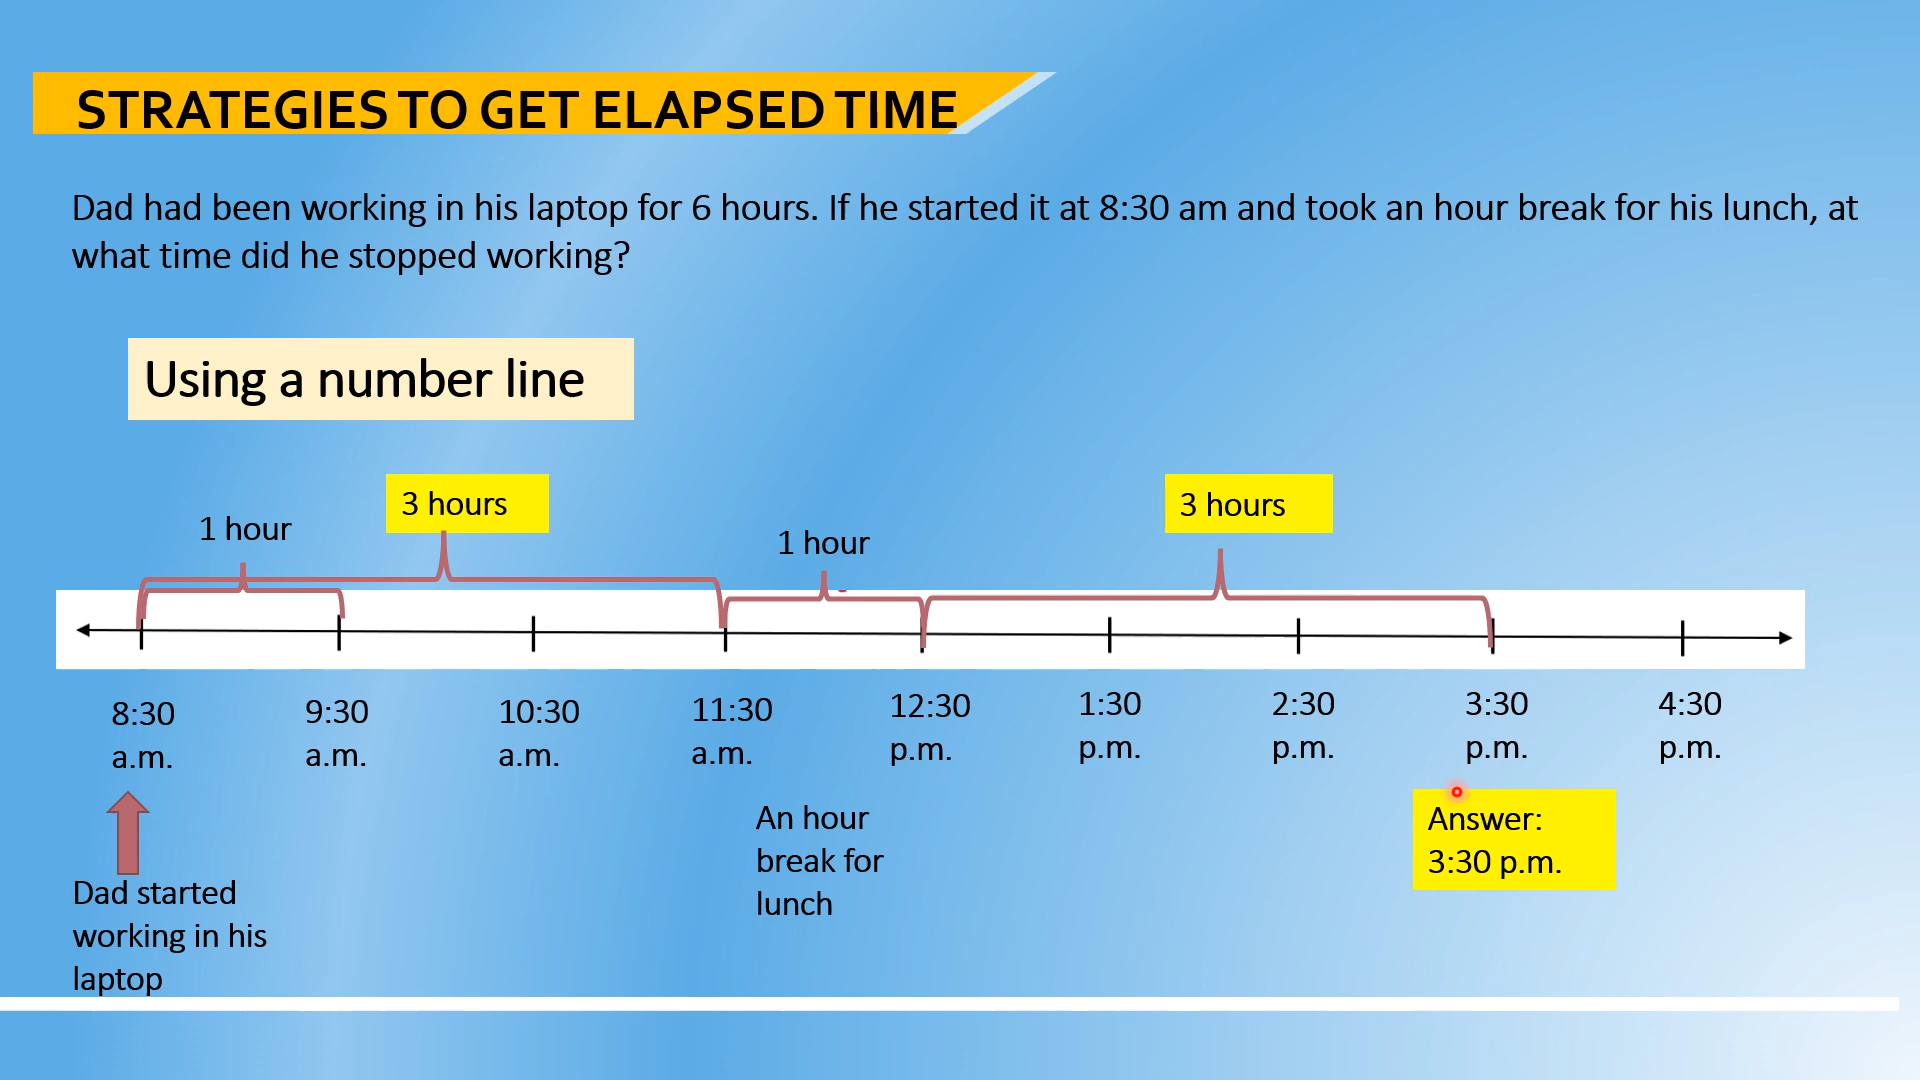 STRATEGIES TO GET ELAPSED TIME
Dad had been working in his laptop for 6 hours. If he started it at 8:30 am and took an hour break for his lunch, at
what time did he stopped working?
Using a number line
3 hours
3 hours
1 hour
1 hour
8:30
a.m.
9:30
a.m.
10:30
a.m.
11:30
a.m.
12:30
p.m.
1:30
p.m.
2:30
p.m.
3:30
p.m.
4:30
p.m.
Dad started
working in his
laptop
An hour
break for
lunch
Answer:
3:30 p.m.